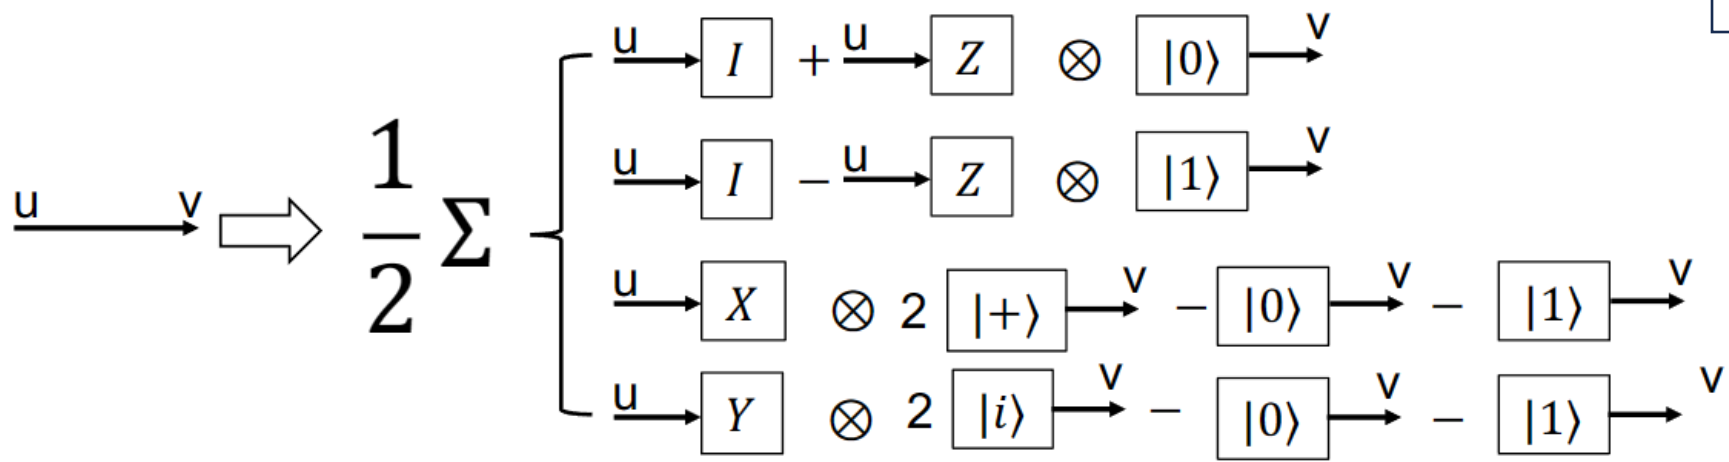 u I + u Z ⊗ |0⟩ v
u I − u Z ⊗ |1⟩ v
u v 1/2 Σ
u X ⊗ 2 |+⟩ v − |0⟩ v − |1⟩ v
u Y ⊗ 2 |i⟩ v − |0⟩ v − |1⟩ v